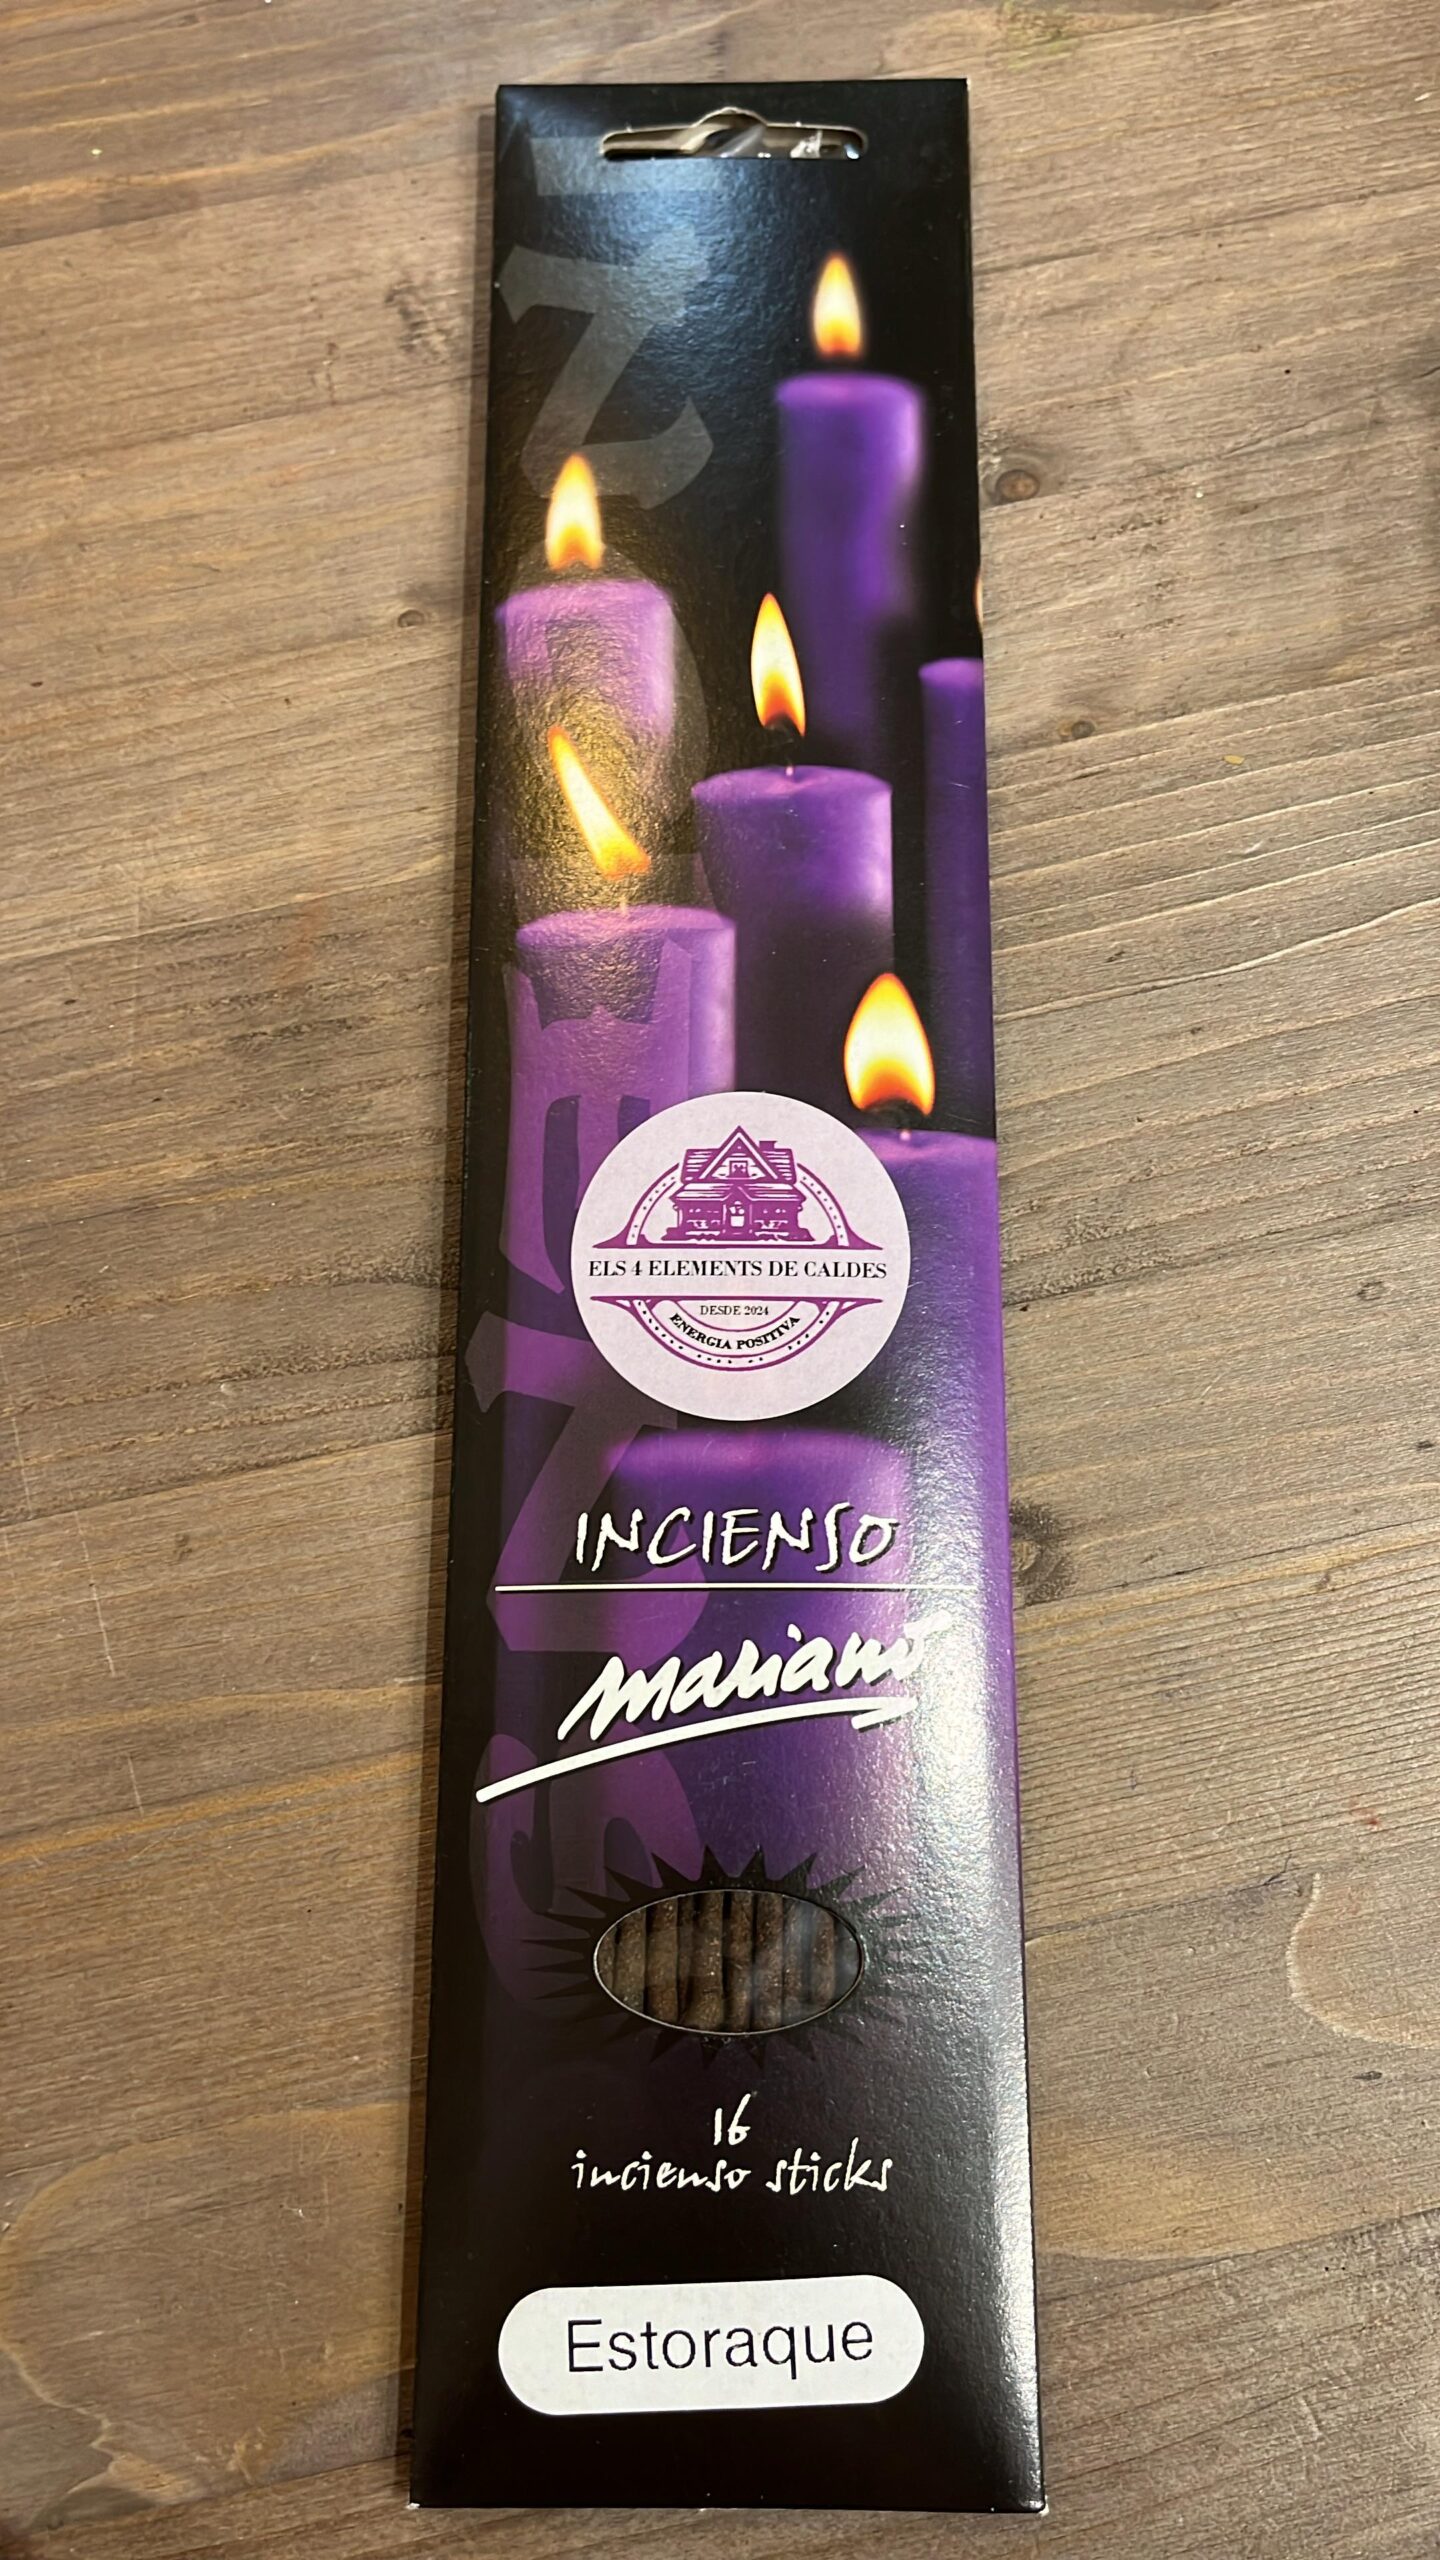 ELS 4 ELEMENTS DE CALDES
DESDE 2024
ENERGIA POSITIVA
INCIENSO
mariano
16
incienso sticks
Estoraque